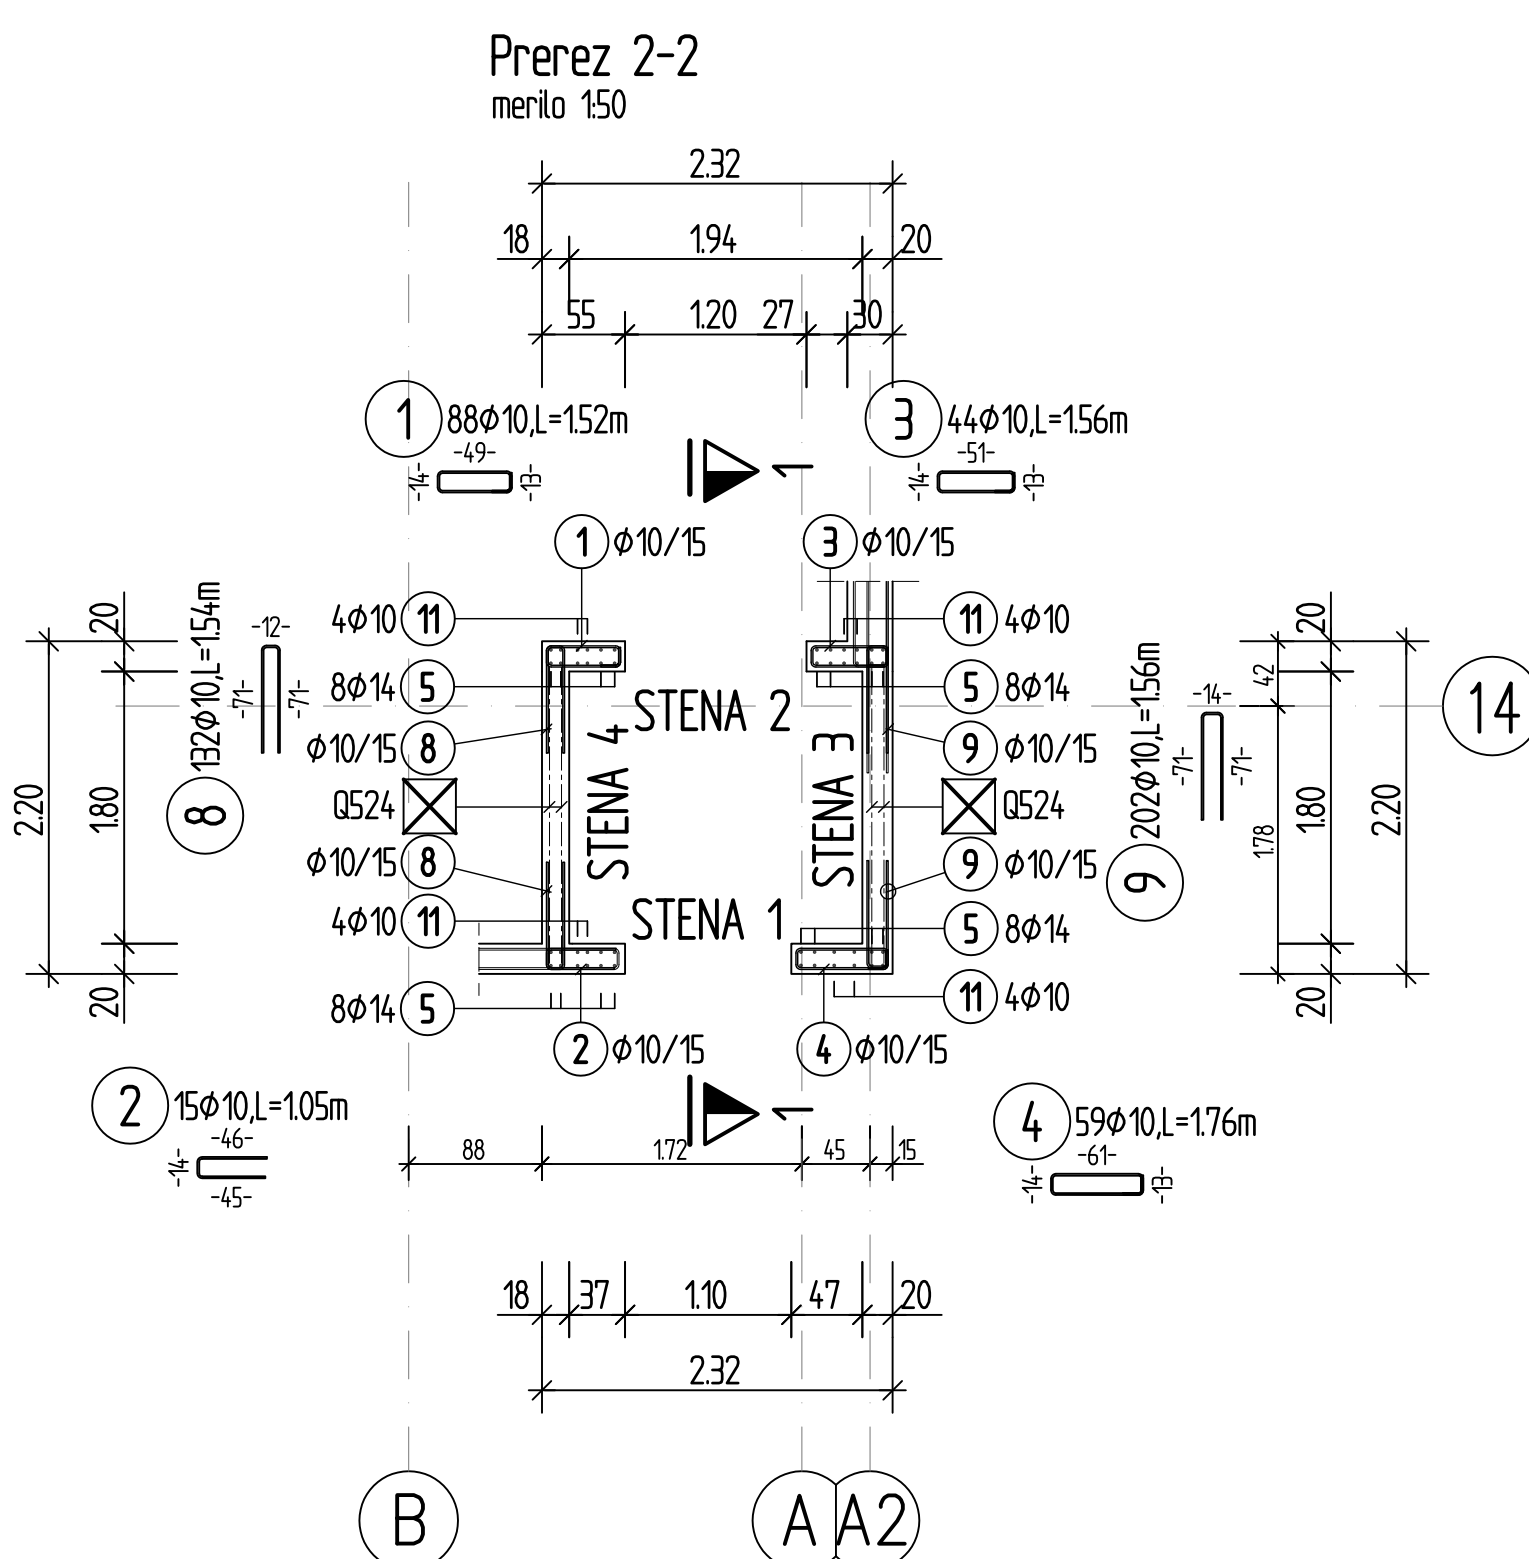 Prerez 2-2
merilo 1:50
2.32
18 1.94 20
55 1.20 27 30
1 88ϕ10,L=1.52m
-49-
-14- -13-
3 44ϕ10,L=1.56m
-51-
-14- -13-
1
1 ϕ10/15
3 ϕ10/15
4ϕ10 11
11 4ϕ10
8ϕ14 5
5 8ϕ14
STENA 2
ϕ10/15 8
9 ϕ10/15
Q524
Q524
STENA 4
STENA 3
ϕ10/15 8
9 ϕ10/15
4ϕ10 11
STENA 1
5 8ϕ14
8ϕ14 5
11 4ϕ10
2 ϕ10/15
4 ϕ10/15
20
1.80
2.20
20
8 132ϕ10,L=1.54m
-12-
-71- -71-
9 202ϕ10,L=1.56m
-14-
-71- -71-
42
1.78
20
1.80
20
2.20
14
2 15ϕ10,L=1.05m
-46-
-14-
-45-
1
4 59ϕ10,L=1.76m
-61-
-14- -13-
88 1.72 45 15
18 37 1.10 47 20
2.32
B A A2